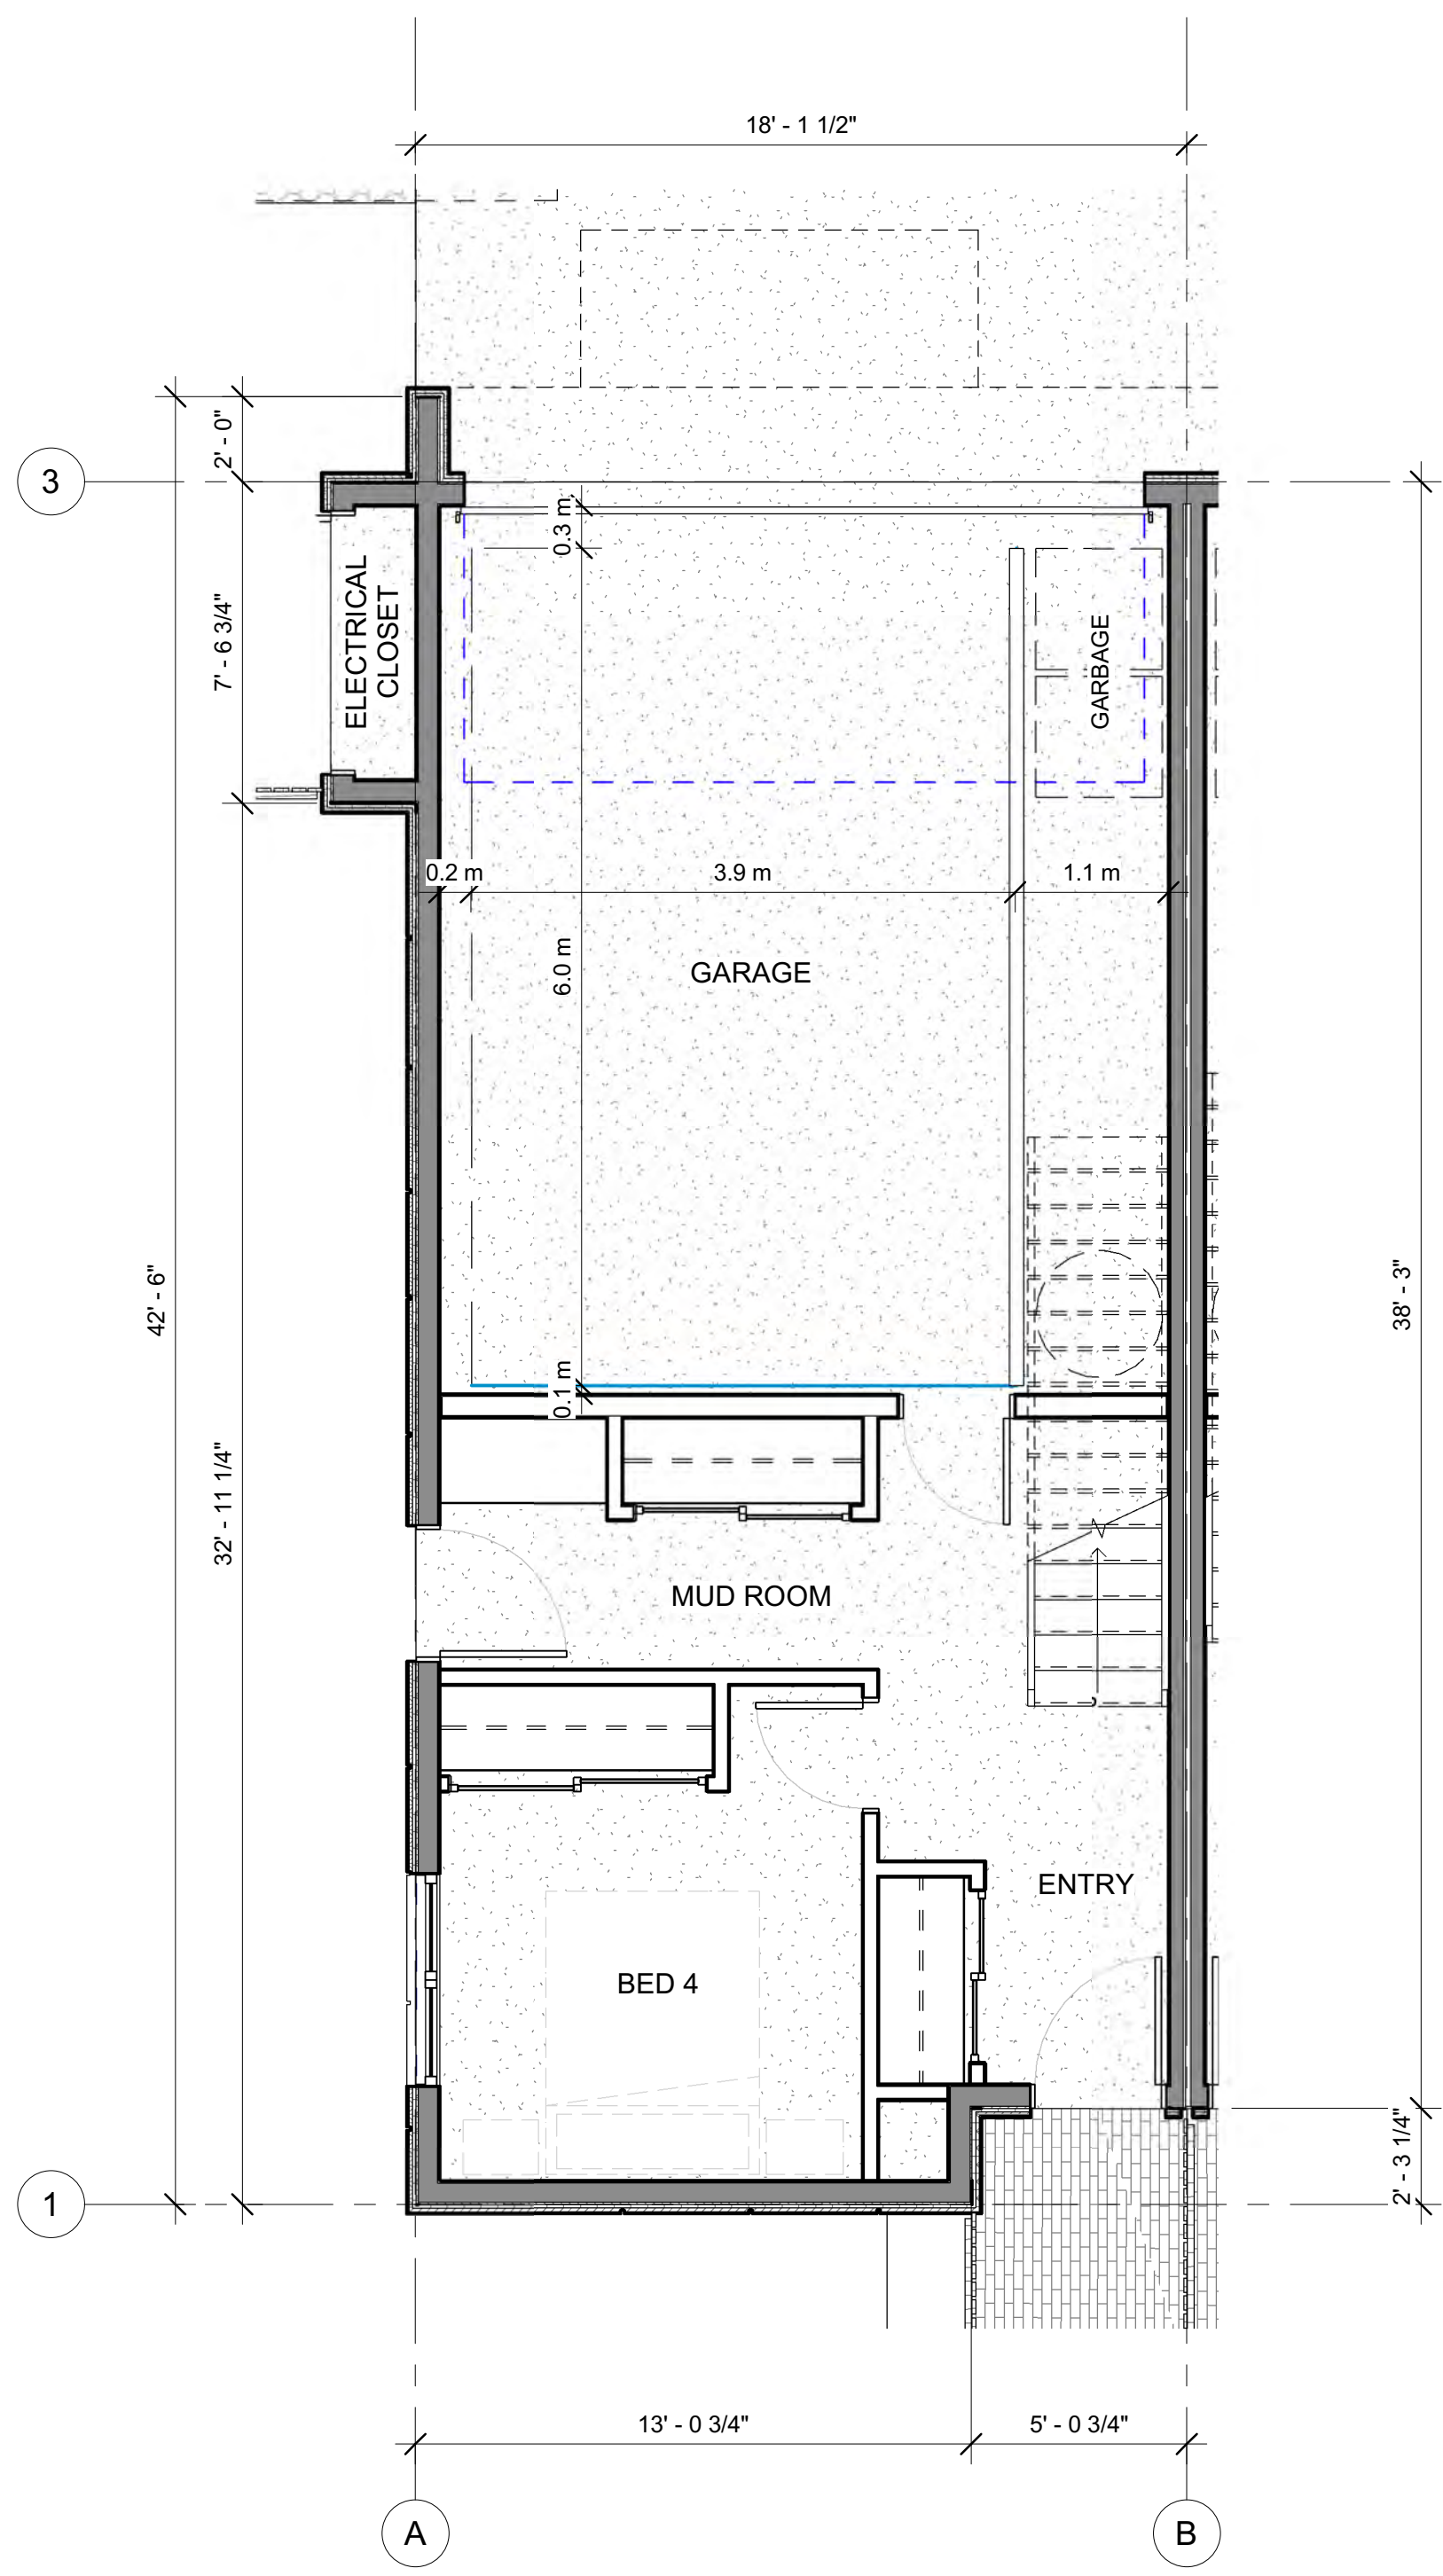 18' - 1 1/2"
2' - 0"
3
0.3 m
ELECTRICAL
CLOSET
7' - 6 3/4"
GARBAGE
0.2 m
3.9 m
1.1 m
6.0 m
GARAGE
42' - 6"
38' - 3"
0.1 m
32' - 11 1/4"
MUD ROOM
ENTRY
BED 4
2' - 3 1/4"
1
13' - 0 3/4"
5' - 0 3/4"
A
B